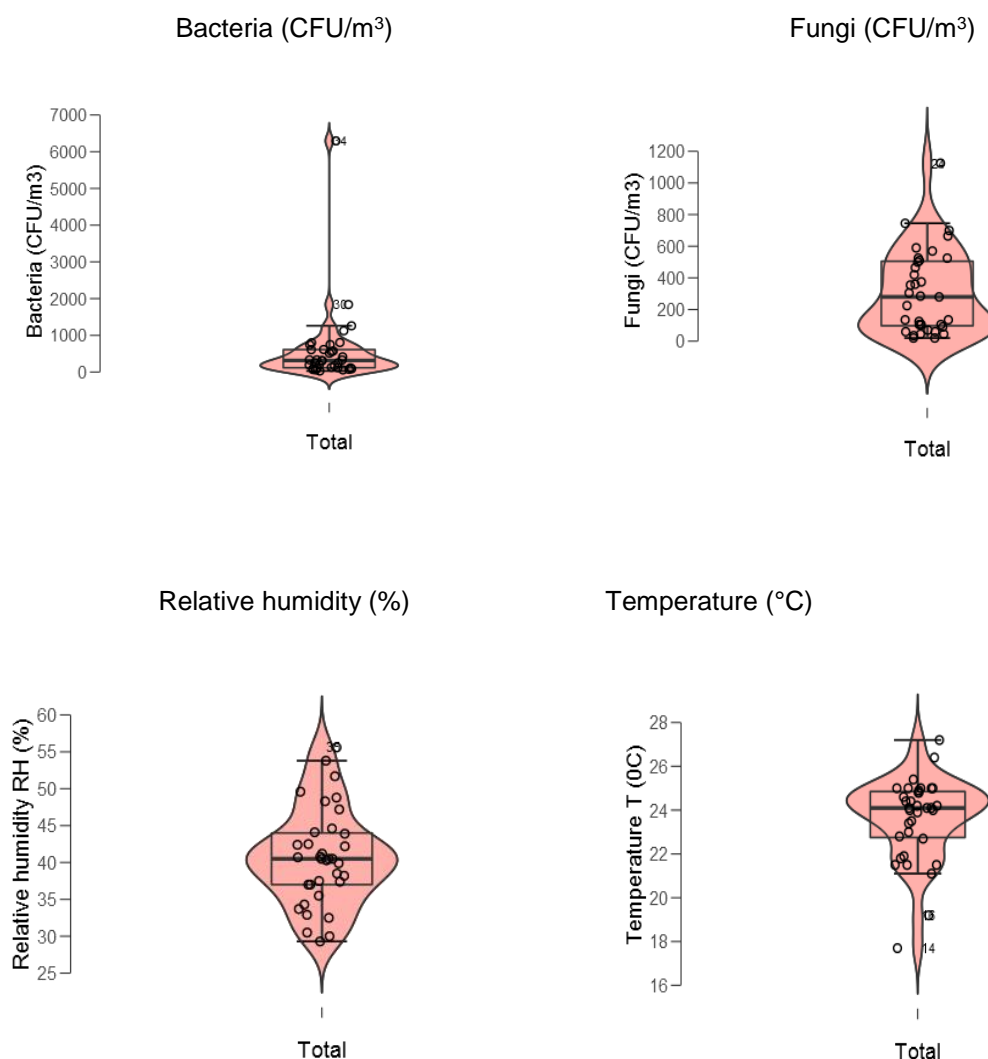 Bacteria (CFU/m³)
Fungi (CFU/m³)
7000
6000
5000
4000
3000
2000
1000
0
Bacteria (CFU/m3)
Total
1200
1000
800
600
400
200
0
Fungi (CFU/m3)
Total
Relative humidity (%)
Temperature (°C)
60
55
50
45
40
35
30
25
Relative humidity RH (%)
Total
28
26
24
22
20
18
16
Temperature T (0C)
14
Total